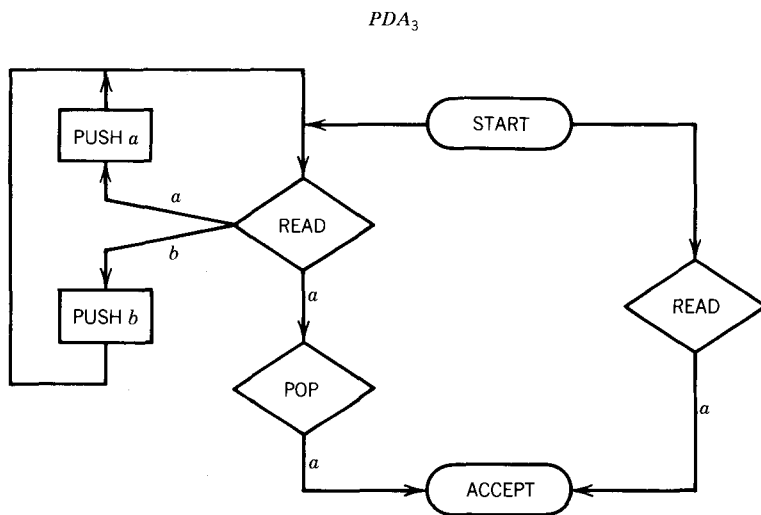 PDA₃
START
PUSH a
a
READ
b
PUSH b
a
READ
POP
a
a
ACCEPT